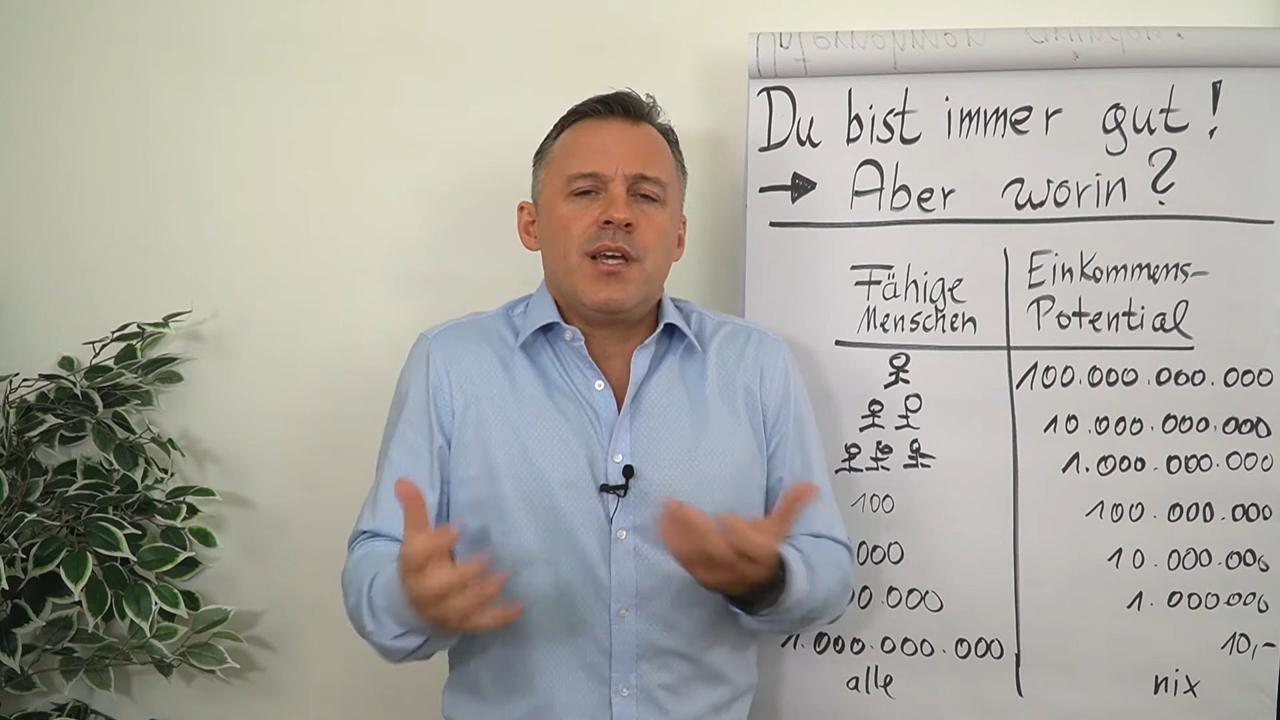 Du bist immer gut!
→ Aber worin?
Fähige Menschen
Einkommens-Potential
100.000.000.000
10.000.000.000
1.000.000.000
100 100.000.000
000 10.000.000
0.000 1.000000
1.000.000.000 10,-
alle nix